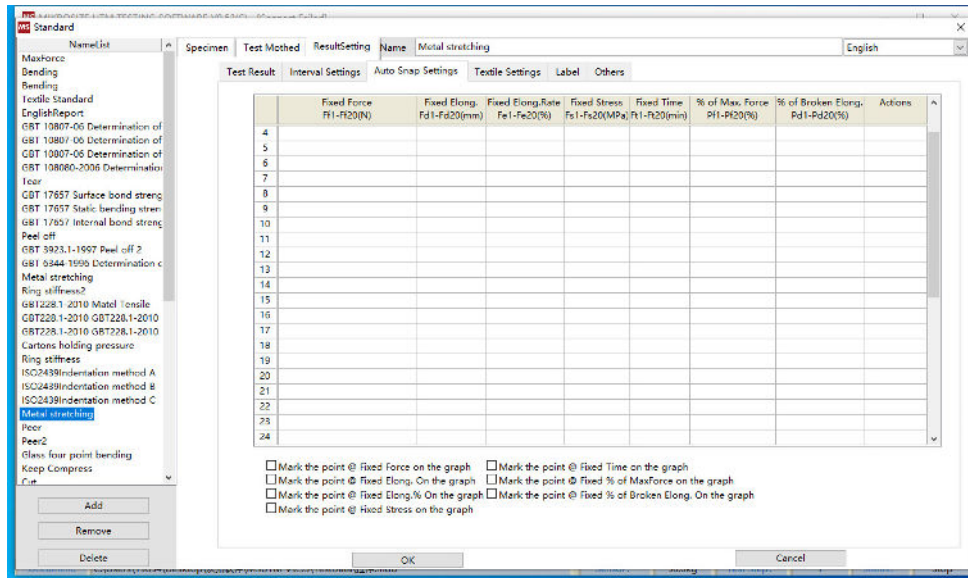 MS Standard
NameList
MaxForce
Bending
Bending
Textile Standard
EnglishReport
GBT 10807-06 Determination of
GBT 10807-06 Determination of
GBT 10807-06 Determination of
GBT 108080-2006 Determination
Tear
GBT 17657 Surface bond streng
GBT 17657 Static bending stren
GBT 17657 Internal bond streng
Peel off
GBT 3923.1-1997 Peel off 2
GBT 6344-1996 Determination c
Metal stretching
Ring stiffness2
GBT228.1-2010 Matel Tensile
GBT228.1-2010 GBT228.1-2010
GBT228.1-2010 GBT228.1-2010
Cartons holding pressure
Ring stiffness
ISO2439Indentation method A
ISO2439Indentation method B
ISO2439Indentation method C
Metal stretching
Peer
Peer2
Glass four point bending
Keep Compress
Cut
Add
Remove
Delete
Specimen Test Mothed ResultSetting Name Metal stretching English
Test Result Interval Settings Auto Snap Settings Textile Settings Label Others
Fixed Force Fixed Elong. Fixed Elong.Rate Fixed Stress Fixed Time % of Max. Force % of Broken Elong. Actions
Ff1-Ff20(N) Fd1-Fd20(mm) Fe1-Fe20(%) Fs1-Fs20(MPa) Ft1-Ft20(min) Pf1-Pf20(%) Pd1-Pd20(%)
4
5
6
7
8
9
10
11
12
13
14
15
16
17
18
19
20
21
22
23
24
Mark the point @ Fixed Force on the graph Mark the point @ Fixed Time on the graph
Mark the point @ Fixed Elong. On the graph Mark the point @ Fixed % of MaxForce on the graph
Mark the point @ Fixed Elong.% On the graph Mark the point @ Fixed % of Broken Elong. On the graph
Mark the point @ Fixed Stress on the graph
OK Cancel